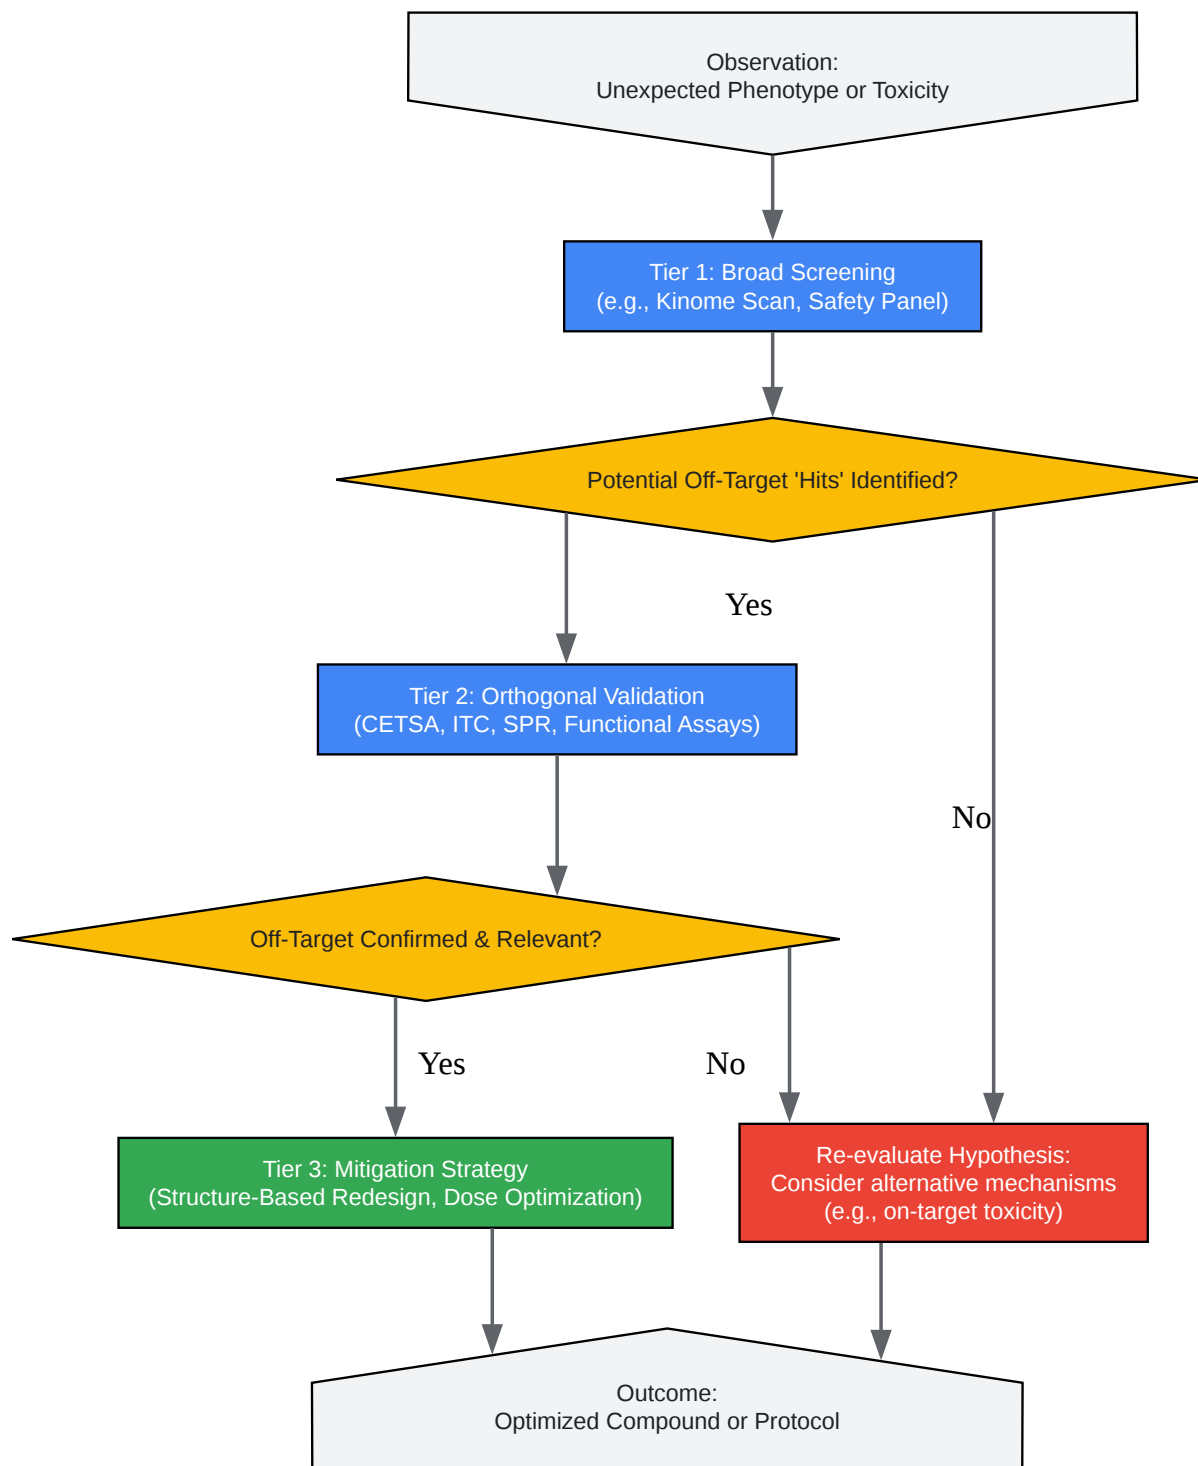 Observation:
Unexpected Phenotype or Toxicity
Tier 1: Broad Screening
(e.g., Kinome Scan, Safety Panel)
Potential Off-Target 'Hits' Identified?
Yes
Tier 2: Orthogonal Validation
(CETSA, ITC, SPR, Functional Assays)
No
Off-Target Confirmed & Relevant?
Yes
No
Tier 3: Mitigation Strategy
(Structure-Based Redesign, Dose Optimization)
Re-evaluate Hypothesis:
Consider alternative mechanisms
(e.g., on-target toxicity)
Outcome:
Optimized Compound or Protocol